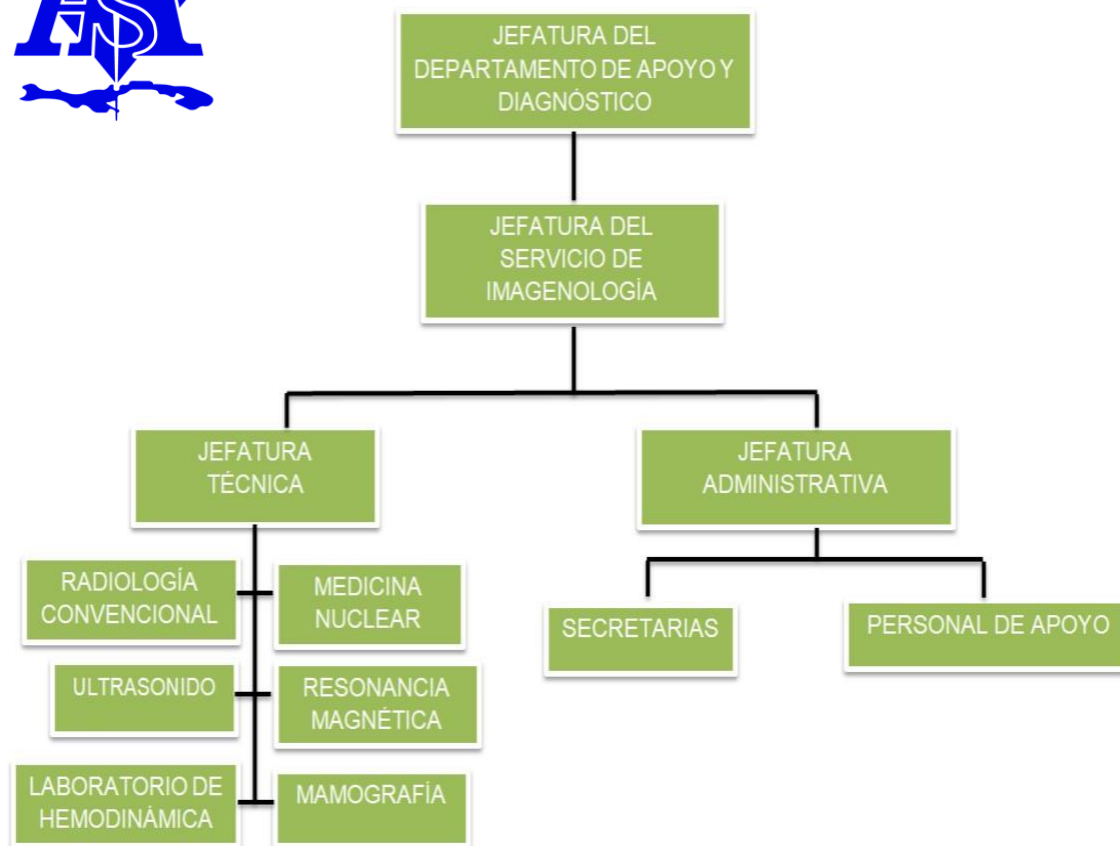 JEFATURA DEL
DEPARTAMENTO DE APOYO Y
DIAGNÓSTICO
JEFATURA DEL
SERVICIO DE
IMAGENOLOGÍA
JEFATURA
TÉCNICA
JEFATURA
ADMINISTRATIVA
RADIOLOGÍA
CONVENCIONAL
MEDICINA
NUCLEAR
SECRETARIAS
PERSONAL DE APOYO
ULTRASONIDO
RESONANCIA
MAGNÉTICA
LABORATORIO DE
HEMODINÁMICA
MAMOGRAFÍA